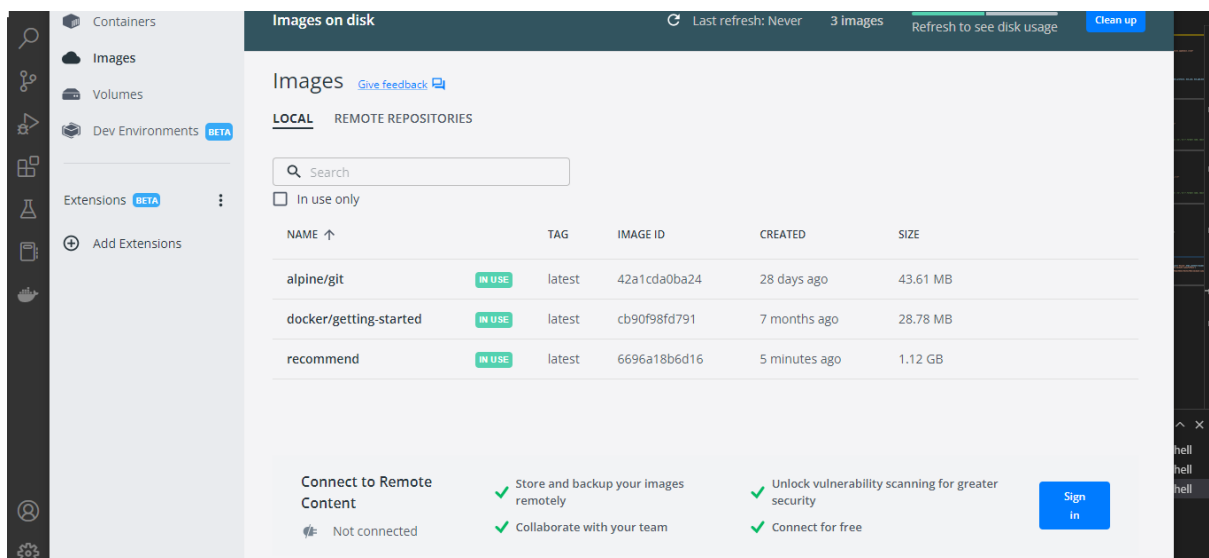 Containers
Images
Volumes
Dev Environments BETA
Extensions BETA
Add Extensions
Images on disk
Last refresh: Never
3 images
Refresh to see disk usage
Clean up
Images Give feedback
LOCAL REMOTE REPOSITORIES
Search
In use only
NAME TAG IMAGE ID CREATED SIZE
alpine/git IN USE latest 42a1cda0ba24 28 days ago 43.61 MB
docker/getting-started IN USE latest cb90f98fd791 7 months ago 28.78 MB
recommend IN USE latest 6696a18b6d16 5 minutes ago 1.12 GB
Connect to Remote
Content
Not connected
Store and backup your images
remotely
Collaborate with your team
Unlock vulnerability scanning for greater
security
Connect for free
Sign
in
hell
hell
hell